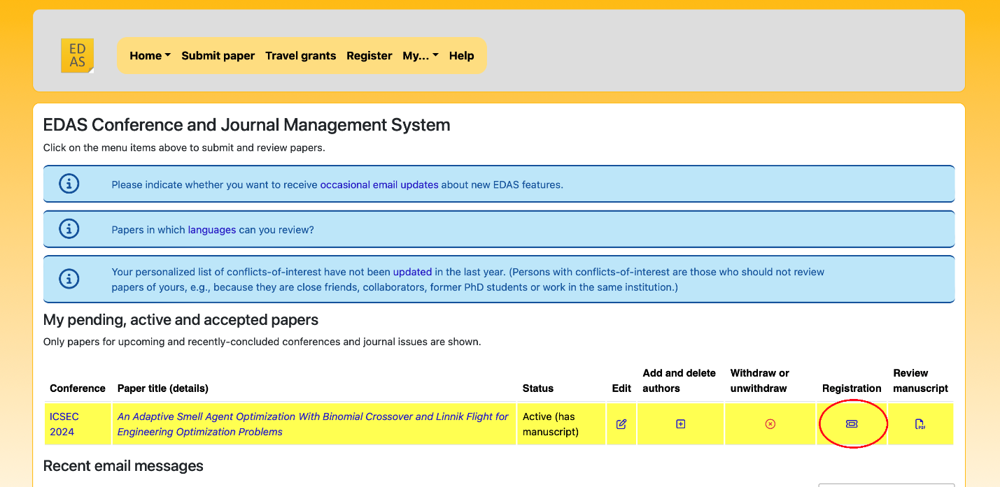 ED
AS
Home Submit paper Travel grants Register My... Help
EDAS Conference and Journal Management System
Click on the menu items above to submit and review papers.
Please indicate whether you want to receive occasional email updates about new EDAS features.
Papers in which languages can you review?
Your personalized list of conflicts-of-interest have not been updated in the last year. (Persons with conflicts-of-interest are those who should not review
papers of yours, e.g., because they are close friends, collaborators, former PhD students or work in the same institution.)
My pending, active and accepted papers
Only papers for upcoming and recently-concluded conferences and journal issues are shown.
Conference Paper title (details) Status Edit Add and delete authors Withdraw or unwithdraw Registration Review manuscript
ICSEC 2024 An Adaptive Smell Agent Optimization With Binomial Crossover and Linnik Flight for Engineering Optimization Problems Active (has manuscript) PDF
Recent email messages